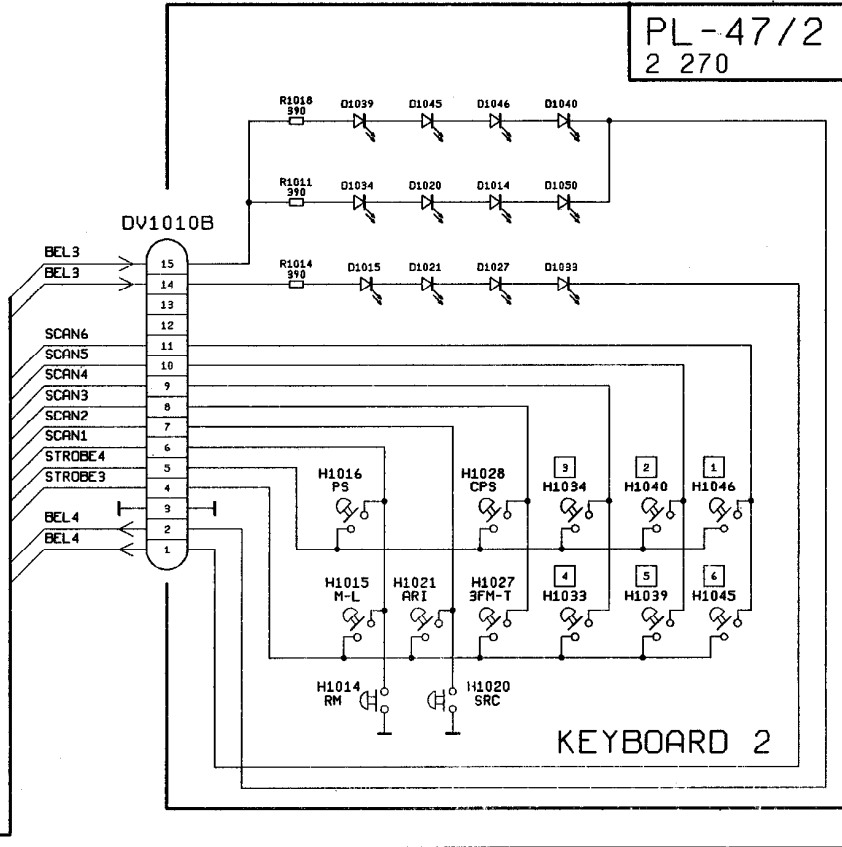 PL-47/2
2 270
R1018
390
D1039
D1045
D1046
D1040
R1011
390
D1034
D1020
D1014
D1050
DV1010B
BEL3
15
BEL3
14
R1014
390
D1015
D1021
D1027
D1033
13
12
SCAN6
11
SCAN5
10
SCAN4
9
SCAN3
8
SCAN2
7
SCAN1
6
STROBE4
5
STROBE3
4
3
BEL4
2
BEL4
1
H1016
PS
H1028
CPS
3
H1034
2
H1040
1
H1046
H1015
M-L
H1021
ARI
H1027
3FM-T
4
H1033
5
H1039
6
H1045
H1014
RM
H1020
SRC
KEYBOARD 2